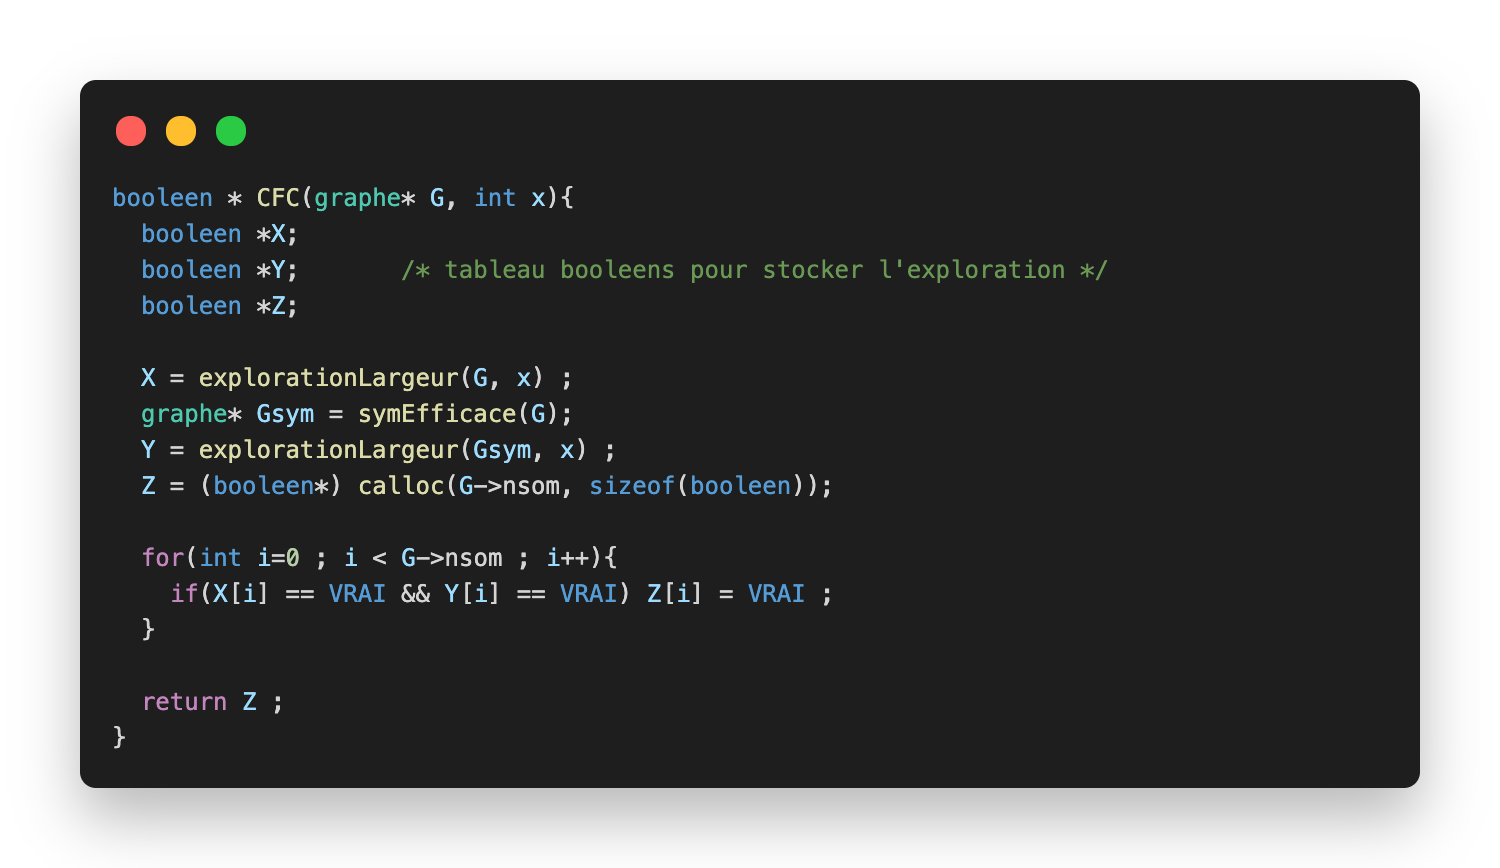 booleen * CFC(graphe* G, int x){
  booleen *X;
  booleen *Y;       /* tableau booleens pour stocker l'exploration */
  booleen *Z;

  X = explorationLargeur(G, x) ;
  graphe* Gsym = symEfficace(G);
  Y = explorationLargeur(Gsym, x) ;
  Z = (booleen*) calloc(G->nsom, sizeof(booleen));

  for(int i=0 ; i < G->nsom ; i++){
    if(X[i] == VRAI && Y[i] == VRAI) Z[i] = VRAI ;
  }

  return Z ;
}